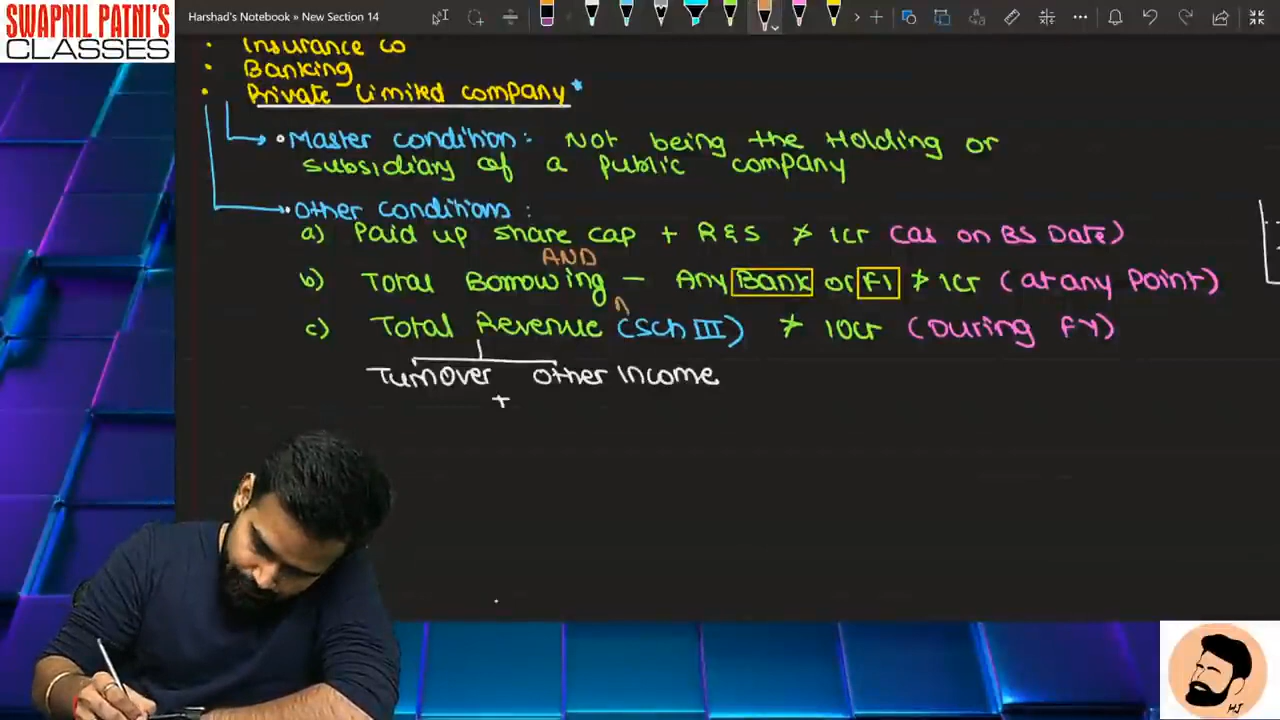 SWAPNIL PATNI'S
CLASSES
Harshad's Notebook » New Section 14
• Insurance co
• Banking
• Private Limited company*
• Master condition: Not being the Holding or
subsidiary of a public company
• Other conditions :
a) Paid up share cap + R&S ≯ 1cr (as on BS Date)
AND
b) Total Borrowing – Any Bank or FI ≯ 1cr (at any Point)
c) Total Revenue (Sch III) ≯ 10cr (During FY)
Turnover Other Income
+
HJ